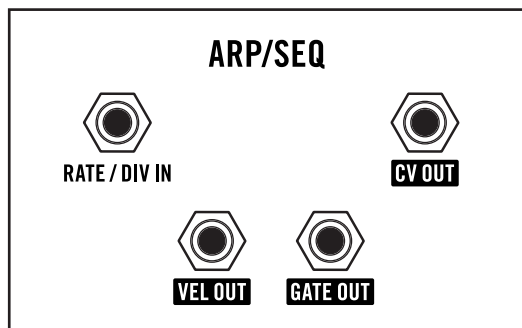 ARP/SEQ
RATE / DIV IN
CV OUT
VEL OUT
GATE OUT